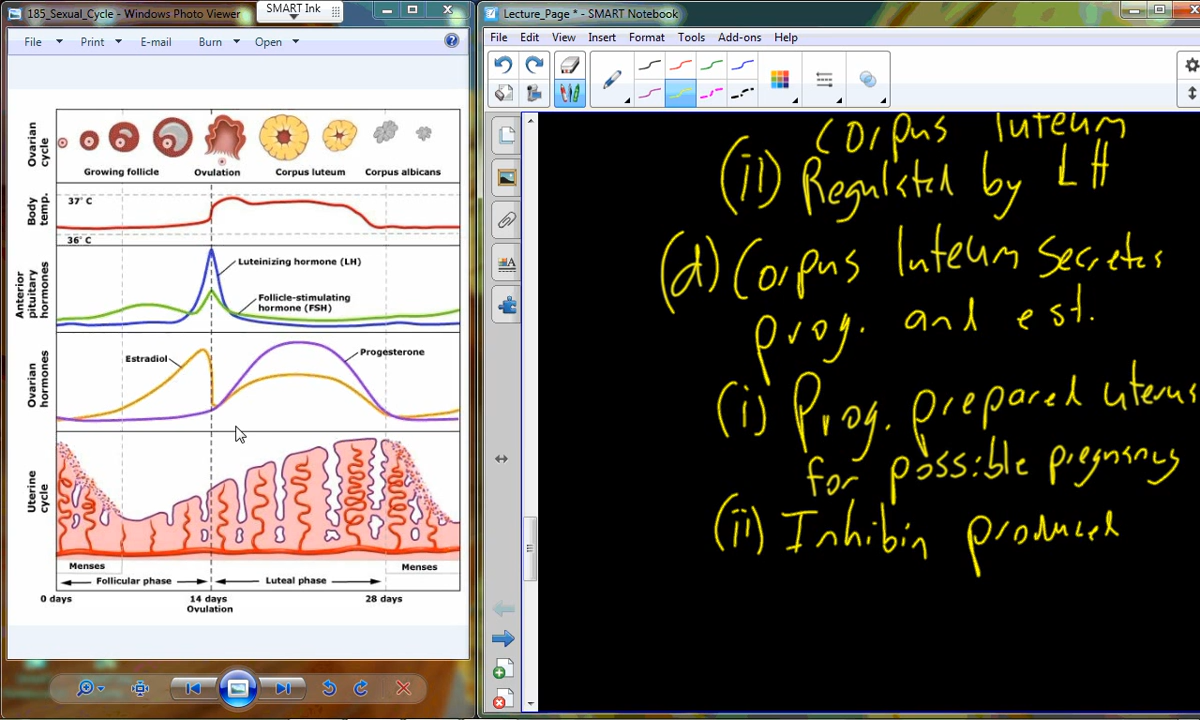 185_Sexual_Cycle - Windows Photo Viewer
SMART Ink
File Print E-mail Burn Open
Ovarian
cycle
Growing follicle Ovulation Corpus luteum Corpus albicans
Body
temp.
37° C
36° C
Anterior
pituitary
hormones
Luteinizing hormone (LH)
Follicle-stimulating
hormone (FSH)
Ovarian
hormones
Estradiol
Progesterone
Uterine
cycle
Menses Menses
Follicular phase Luteal phase
0 days 14 days 28 days
Ovulation
Lecture_Page * - SMART Notebook
File Edit View Insert Format Tools Add-ons Help
Corpus luteum
(ii) Regulated by LH
(d) Corpus luteum secretes
prog. and est.
(i) Prog. prepared uterus
for possible pregnancy
(ii) Inhibin produced